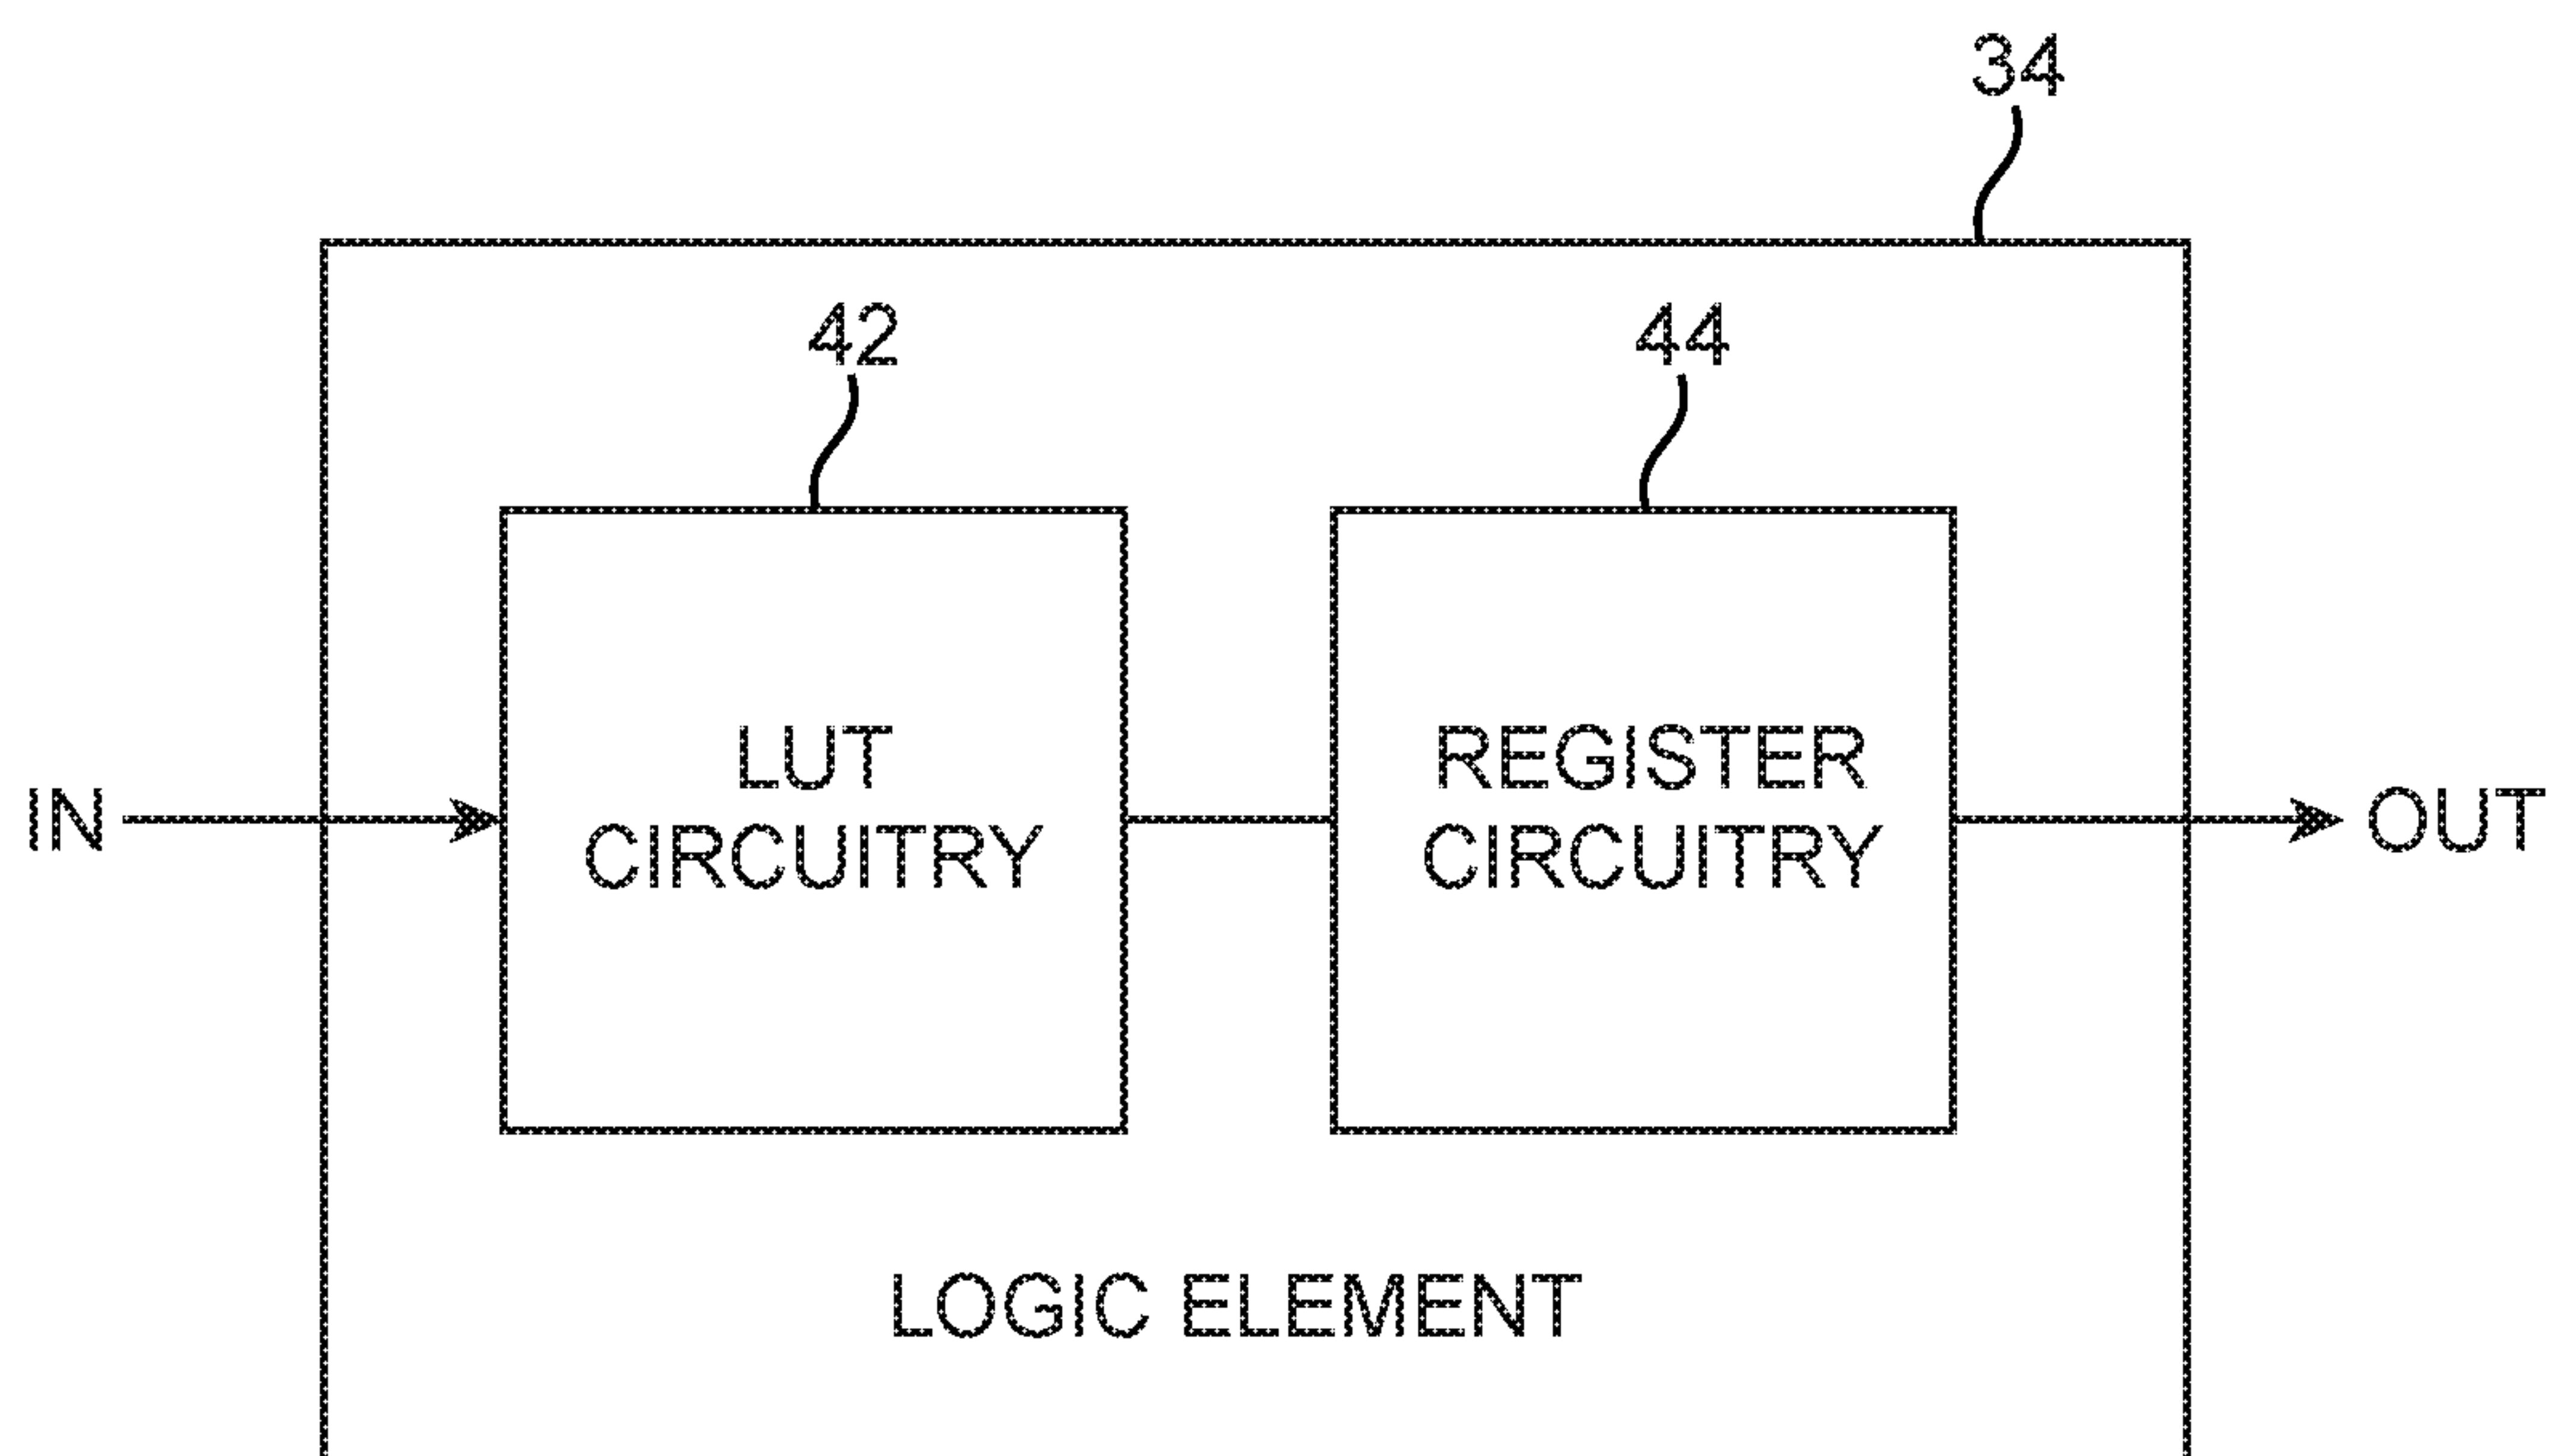 34
42
44
LUT
CIRCUITRY
REGISTER
CIRCUITRY
IN
OUT
LOGIC ELEMENT